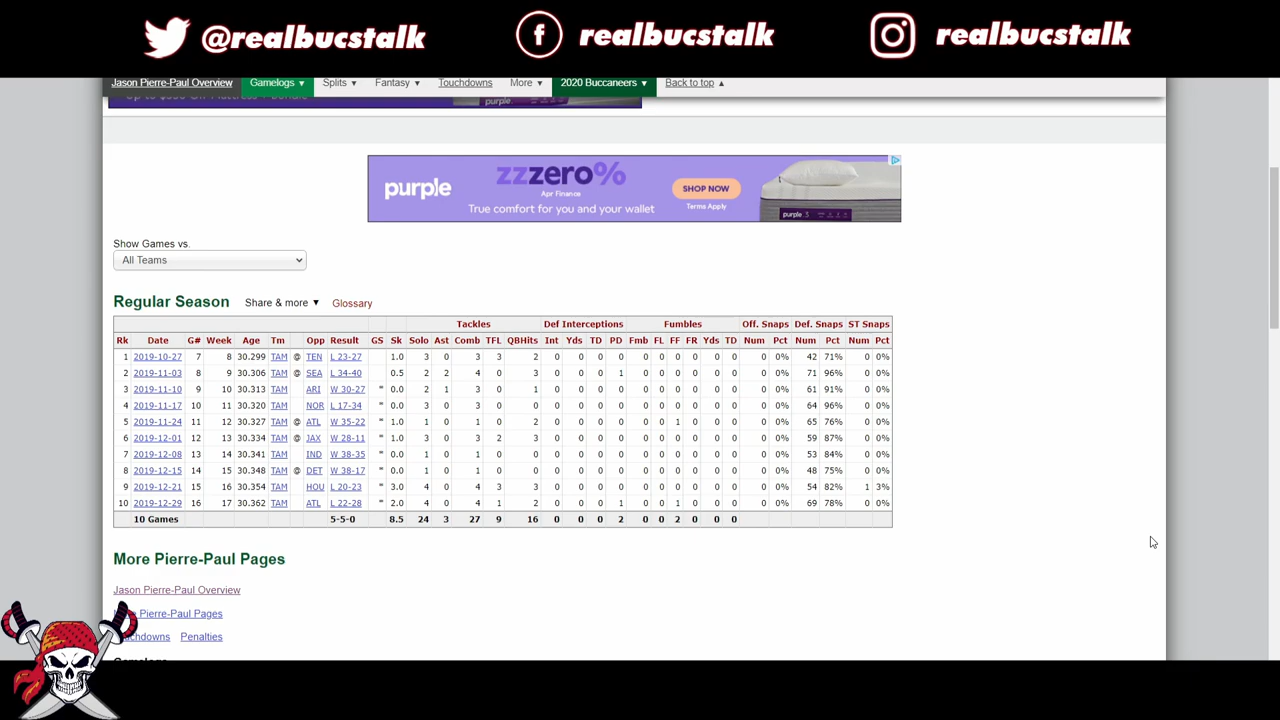 @realbucstalk realbucstalk realbucstalk
Jason Pierre-Paul Overview Gamelogs ▼ Splits ▼ Fantasy ▼ Touchdowns More ▼ 2020 Buccaneers ▼ Back to top ▲
purple
purple zzzero% SHOP NOW
Apr Finance
True comfort for you and your wallet Terms Apply purple 3
Show Games vs.
All Teams
Regular Season Share & more ▼ Glossary
Tackles Def Interceptions Fumbles Off. Snaps Def. Snaps ST Snaps
Rk Date G# Week Age Tm @ Opp Result GS Sk Solo Ast Comb TFL QBHits Int Yds TD PD Fmb FL FF FR Yds TD Num Pct Num Pct Num Pct
1 2019-10-27 7 8 30.299 TAM @ TEN L 23-27 1.0 3 0 3 3 2 0 0 0 0 0 0 0 0 0 0 0 0% 42 71% 0 0%
2 2019-11-03 8 9 30.306 TAM @ SEA L 34-40 0.5 2 2 4 0 3 0 0 0 1 0 0 0 0 0 0 0 0% 71 96% 0 0%
3 2019-11-10 9 10 30.313 TAM ARI W 30-27 * 0.0 2 1 3 0 1 0 0 0 0 0 0 0 0 0 0 0 0% 61 91% 0 0%
4 2019-11-17 10 11 30.320 TAM NOR L 17-34 * 0.0 3 0 3 0 0 0 0 0 0 0 0 0 0 0 0 0 0% 64 96% 0 0%
5 2019-11-24 11 12 30.327 TAM @ ATL W 35-22 * 1.0 1 0 1 0 2 0 0 0 0 0 0 1 0 0 0 0 0% 65 76% 0 0%
6 2019-12-01 12 13 30.334 TAM @ JAX W 28-11 * 1.0 3 0 3 2 3 0 0 0 0 0 0 0 0 0 0 0 0% 59 87% 0 0%
7 2019-12-08 13 14 30.341 TAM IND W 38-35 * 0.0 1 0 1 0 0 0 0 0 0 0 0 0 0 0 0 0 0% 53 84% 0 0%
8 2019-12-15 14 15 30.348 TAM @ DET W 38-17 * 0.0 1 0 1 0 0 0 0 0 0 0 0 0 0 0 0 0 0% 48 75% 0 0%
9 2019-12-21 15 16 30.354 TAM HOU L 20-23 * 3.0 4 0 4 3 3 0 0 0 0 0 0 0 0 0 0 0 0% 54 82% 1 3%
10 2019-12-29 16 17 30.362 TAM ATL L 22-28 * 2.0 4 0 4 1 2 0 0 0 1 0 0 1 0 0 0 0 0% 69 78% 0 0%
10 Games 5-5-0 8.5 24 3 27 9 16 0 0 0 2 0 0 2 0 0 0
More Pierre-Paul Pages
Jason Pierre-Paul Overview
Pierre-Paul Pages
Penalties